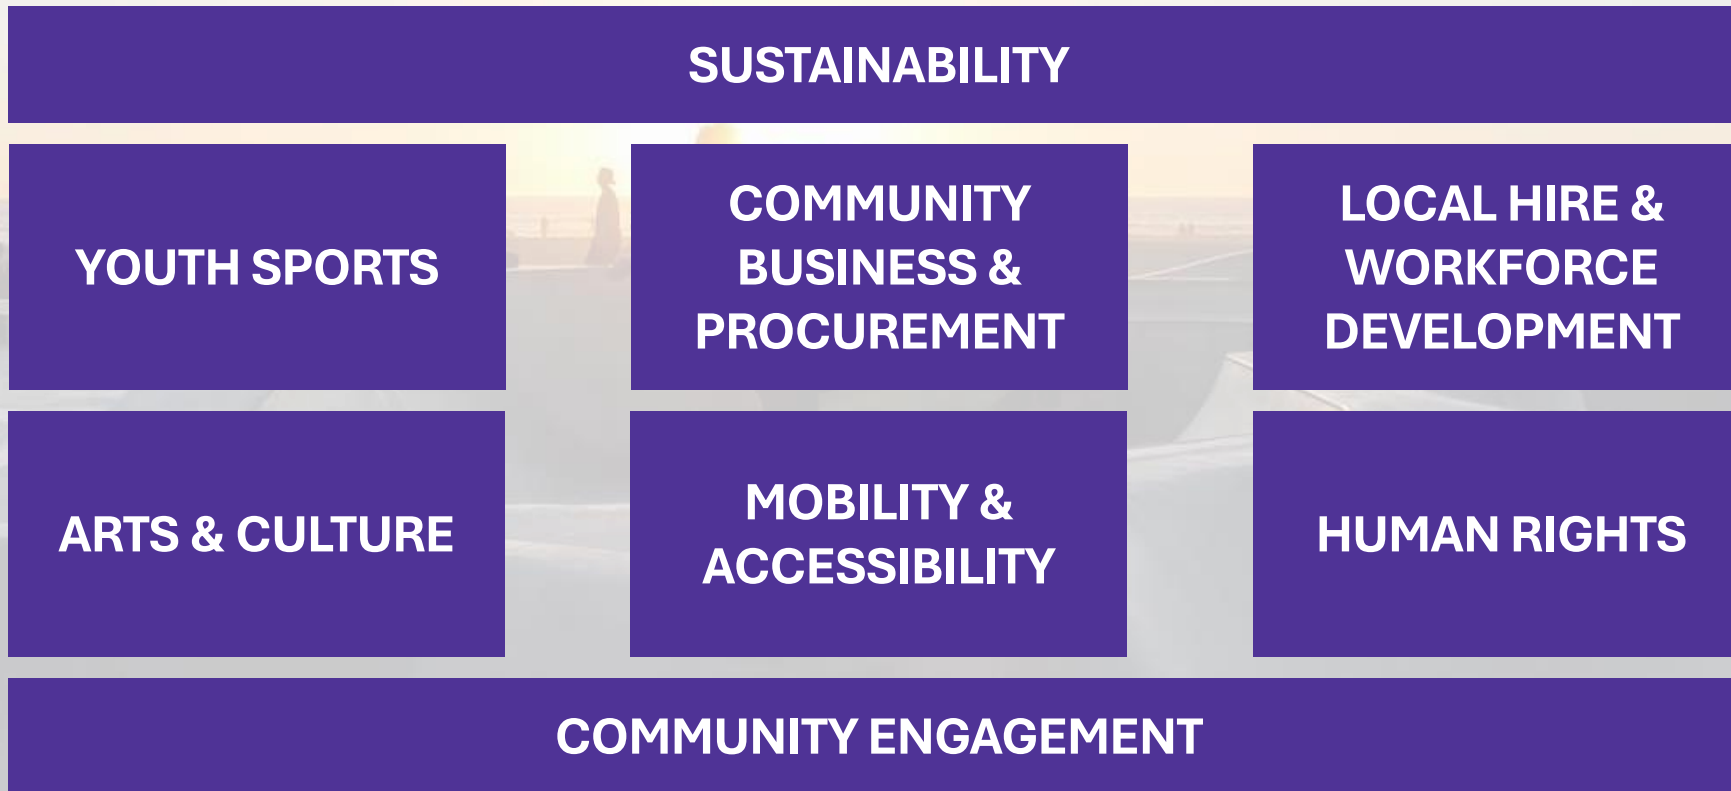 SUSTAINABILITY
YOUTH SPORTS
COMMUNITY
BUSINESS &
PROCUREMENT
LOCAL HIRE &
WORKFORCE
DEVELOPMENT
ARTS & CULTURE
MOBILITY &
ACCESSIBILITY
HUMAN RIGHTS
COMMUNITY ENGAGEMENT